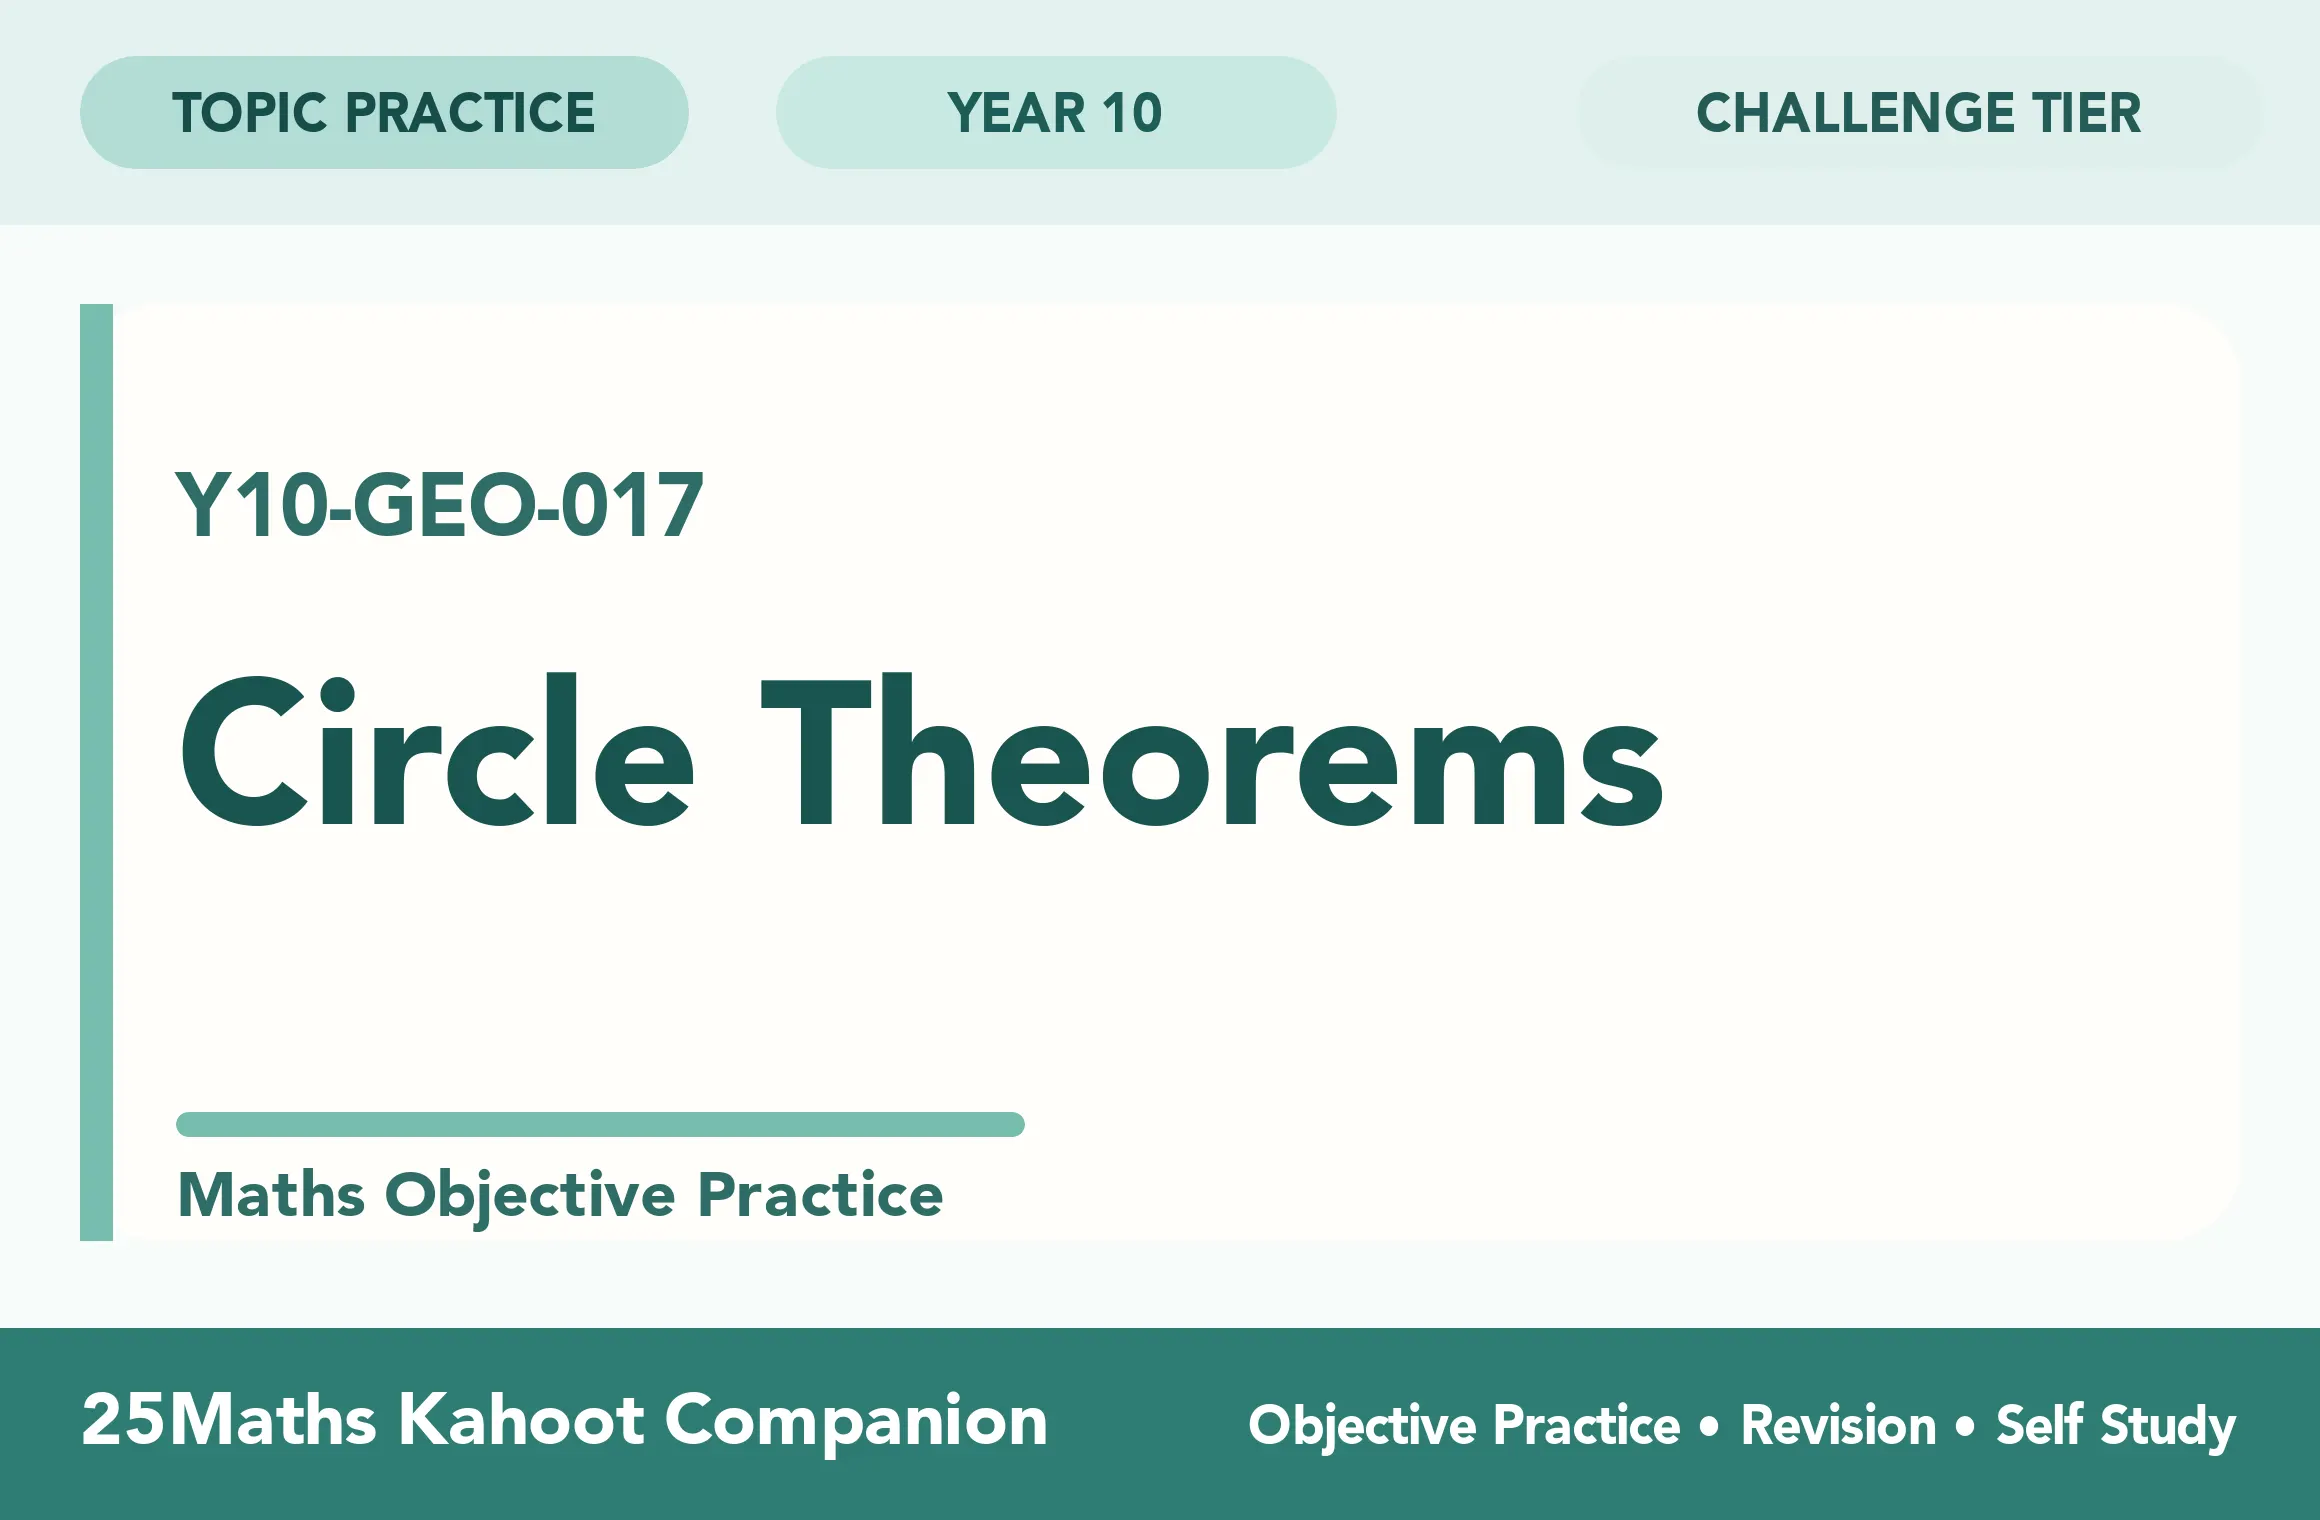 TOPIC PRACTICE
YEAR 10
CHALLENGE TIER
Y10-GEO-017
Circle Theorems
Maths Objective Practice
25Maths Kahoot Companion
Objective Practice • Revision • Self Study